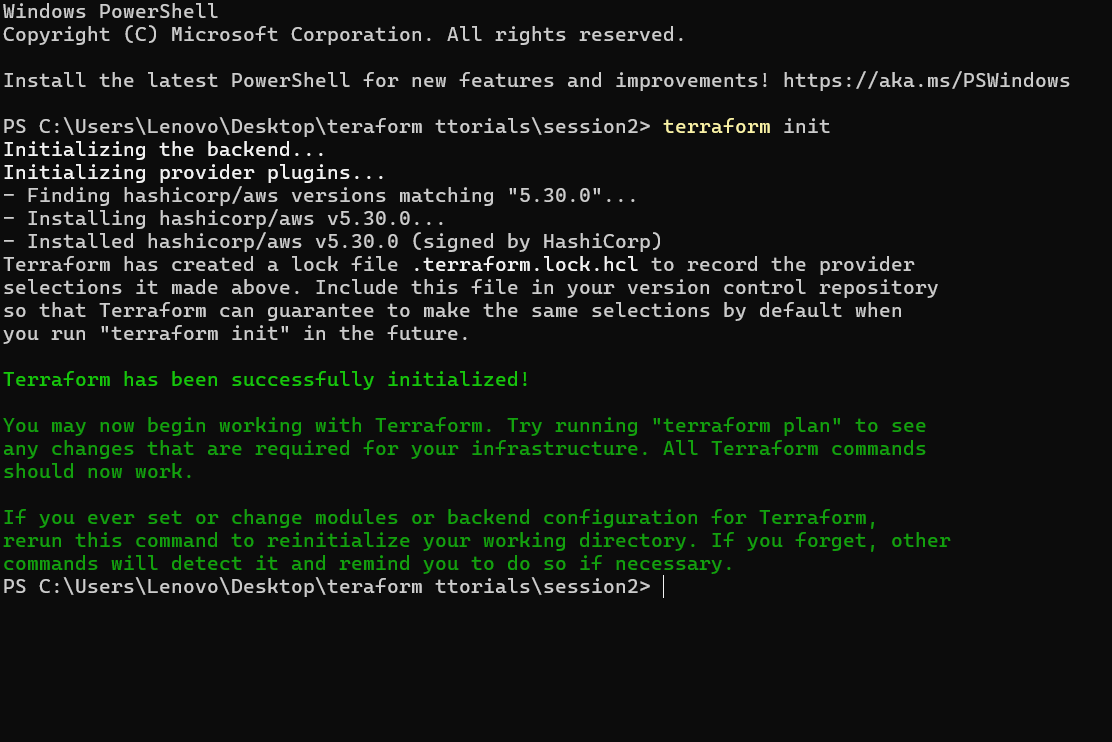 Windows PowerShell
Copyright (C) Microsoft Corporation. All rights reserved.
Install the latest PowerShell for new features and improvements! https://aka.ms/PSWindows
PS C:\Users\Lenovo\Desktop\teraform ttorials\session2> terraform init
Initializing the backend...
Initializing provider plugins...
- Finding hashicorp/aws versions matching "5.30.0"...
- Installing hashicorp/aws v5.30.0...
- Installed hashicorp/aws v5.30.0 (signed by HashiCorp)
Terraform has created a lock file .terraform.lock.hcl to record the provider
selections it made above. Include this file in your version control repository
so that Terraform can guarantee to make the same selections by default when
you run "terraform init" in the future.
Terraform has been successfully initialized!
You may now begin working with Terraform. Try running "terraform plan" to see
any changes that are required for your infrastructure. All Terraform commands
should now work.
If you ever set or change modules or backend configuration for Terraform,
rerun this command to reinitialize your working directory. If you forget, other
commands will detect it and remind you to do so if necessary.
PS C:\Users\Lenovo\Desktop\teraform ttorials\session2>